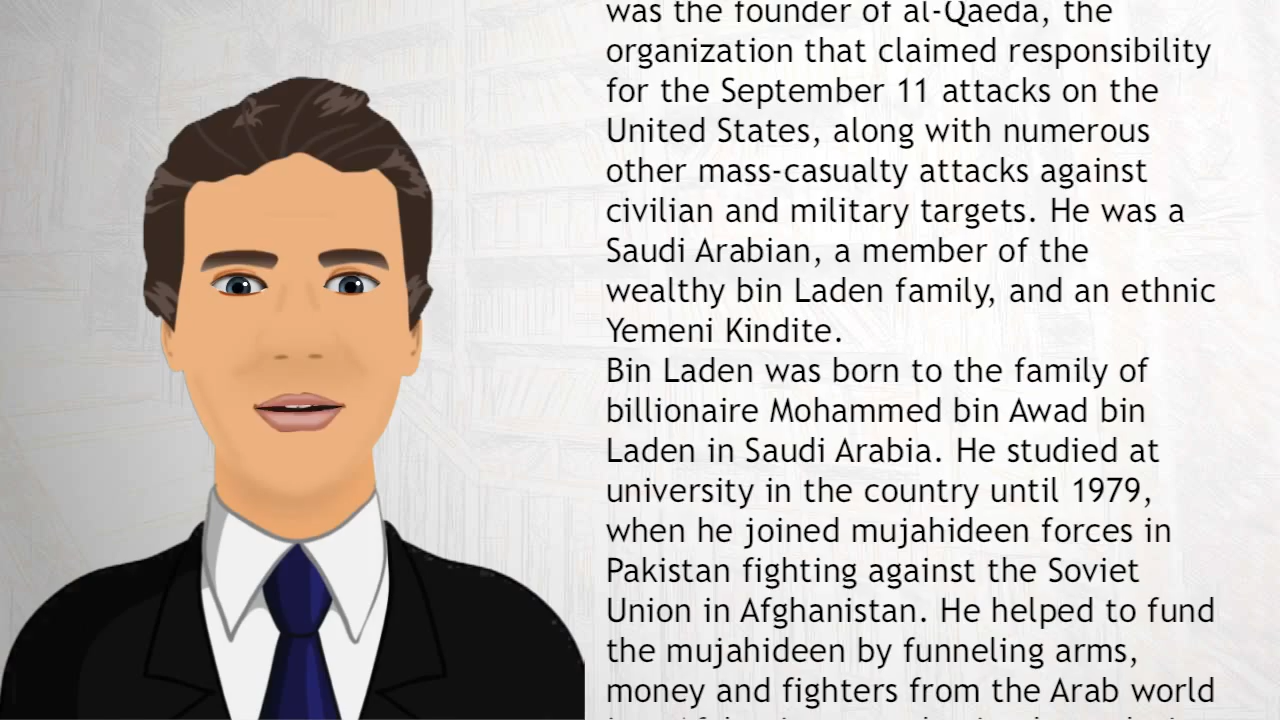 was the founder of al-Qaeda, the
organization that claimed responsibility
for the September 11 attacks on the
United States, along with numerous
other mass-casualty attacks against
civilian and military targets. He was a
Saudi Arabian, a member of the
wealthy bin Laden family, and an ethnic
Yemeni Kindite.
Bin Laden was born to the family of
billionaire Mohammed bin Awad bin
Laden in Saudi Arabia. He studied at
university in the country until 1979,
when he joined mujahideen forces in
Pakistan fighting against the Soviet
Union in Afghanistan. He helped to fund
the mujahideen by funneling arms,
money and fighters from the Arab world